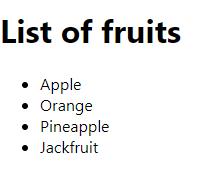 List of fruits
Apple
Orange
Pineapple
Jackfruit